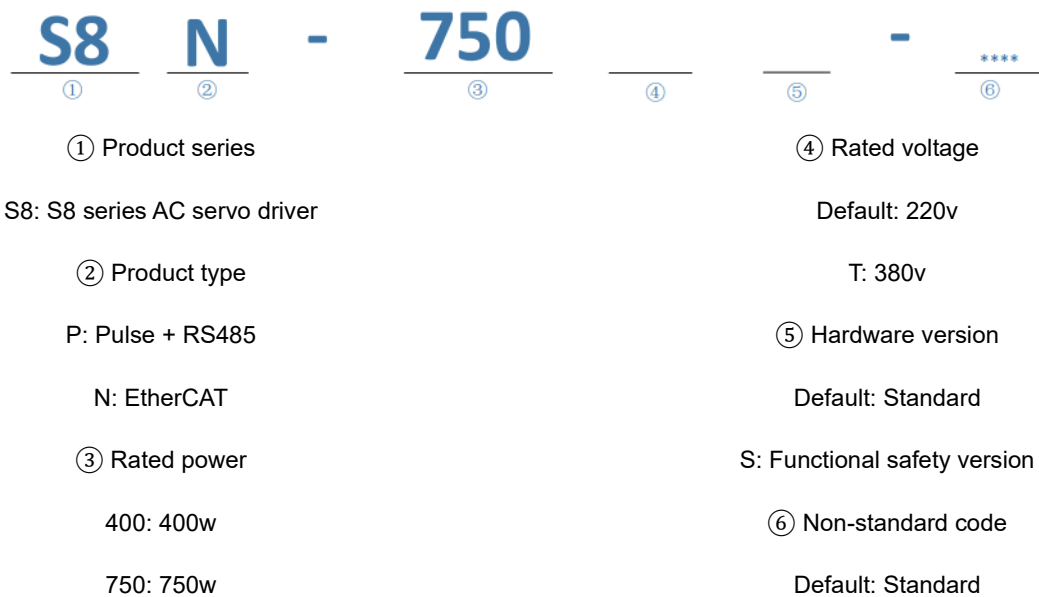 S8 N - 750 - ****
① ② ③ ④ ⑤ ⑥
① Product series
S8: S8 series AC servo driver
② Product type
P: Pulse + RS485
N: EtherCAT
③ Rated power
400: 400w
750: 750w
④ Rated voltage
Default: 220v
T: 380v
⑤ Hardware version
Default: Standard
S: Functional safety version
⑥ Non-standard code
Default: Standard